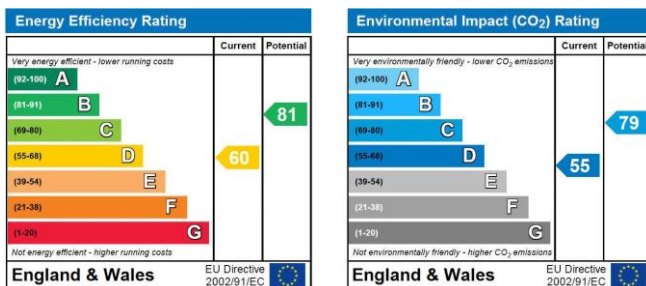 Energy Efficiency Rating
Current Potential
Very energy efficient - lower running costs
(92-100) A
(81-91) B
81
(69-80) C
(55-68) D
60
(39-54) E
(21-38) F
(1-20) G
Not energy efficient - higher running costs
England & Wales
EU Directive
2002/91/EC
Environmental Impact (CO₂) Rating
Current Potential
Very environmentally friendly - lower CO₂ emissions
(92-100) A
(81-91) B
79
(69-80) C
(55-68) D
55
(39-54) E
(21-38) F
(1-20) G
Not environmentally friendly - higher CO₂ emissions
England & Wales
EU Directive
2002/91/EC